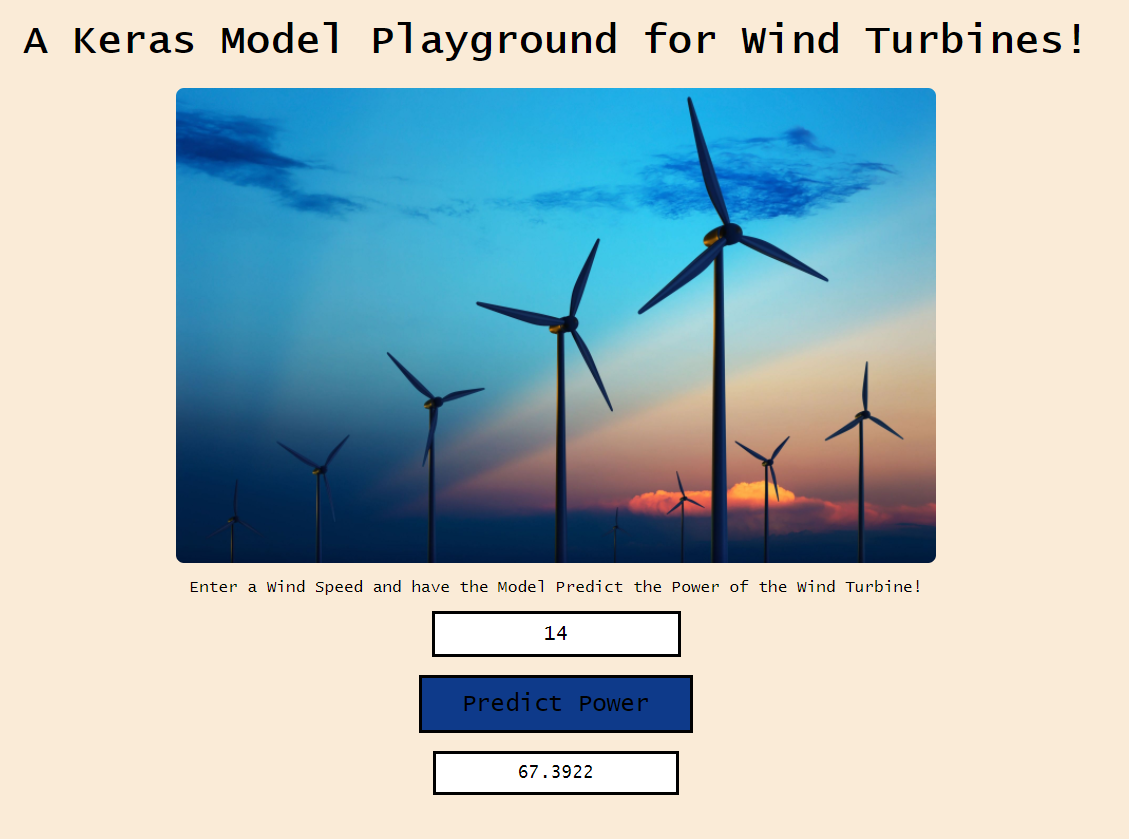 A Keras Model Playground for Wind Turbines!
Enter a Wind Speed and have the Model Predict the Power of the Wind Turbine!
14
Predict Power
67.3922